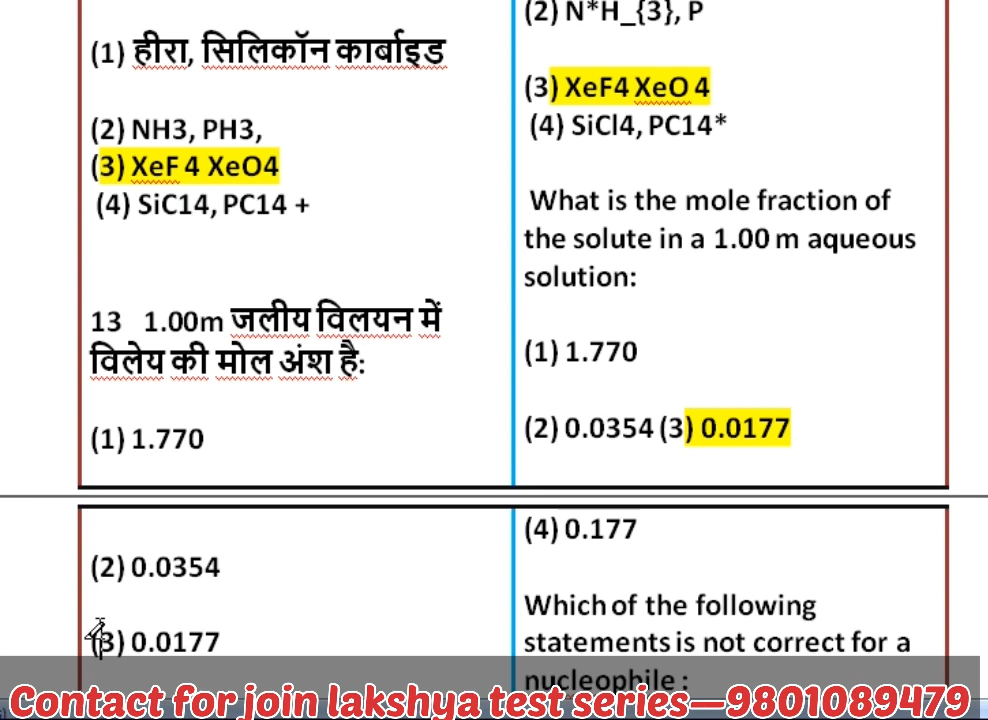 (1) हीरा, सिलिकॉन कार्बाइड
(2) NH3, PH3,
(3) XeF 4 XeO4
(4) SiC14, PC14 +
13 1.00m जलीय विलयन में
विलेय की मोल अंश है:
(1) 1.770
(2) 0.0354
(3) 0.0177
(2) N*H_{3}, P
(3) XeF4 XeO 4
(4) SiCl4, PC14*
What is the mole fraction of
the solute in a 1.00 m aqueous
solution:
(1) 1.770
(2) 0.0354 (3) 0.0177
(4) 0.177
Which of the following
statements is not correct for a
nucleophile :
Contact for join lakshya test series—9801089479